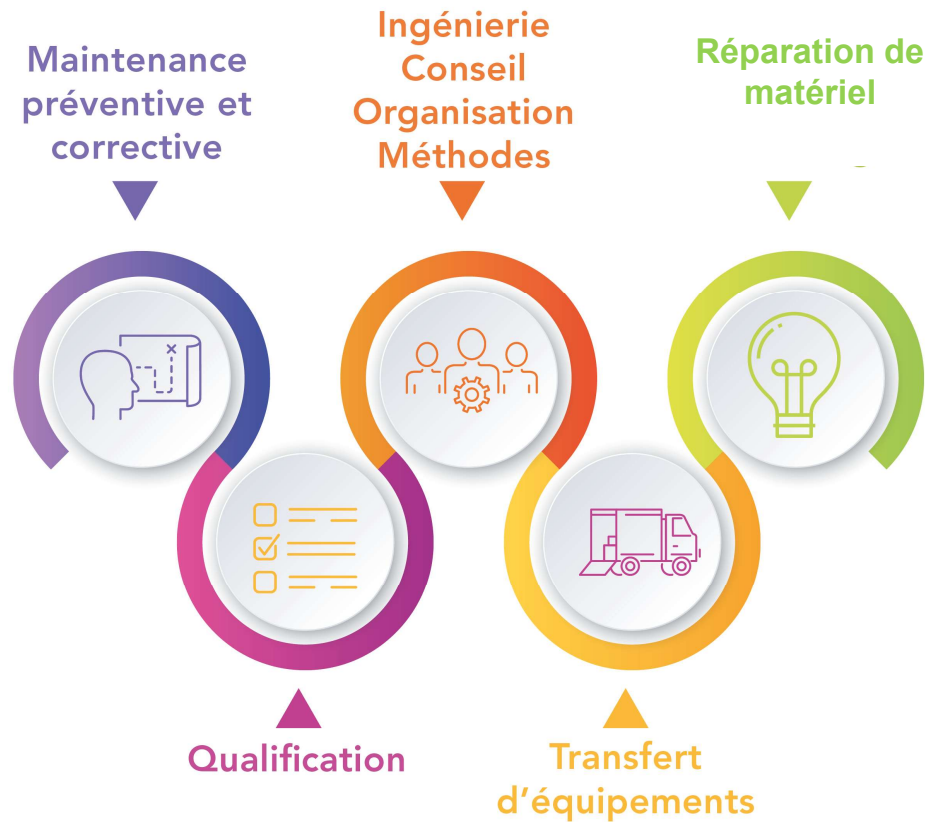 Maintenance
préventive et
corrective
Ingénierie
Conseil
Organisation
Méthodes
Réparation de
matériel
Qualification
Transfert
d'équipements